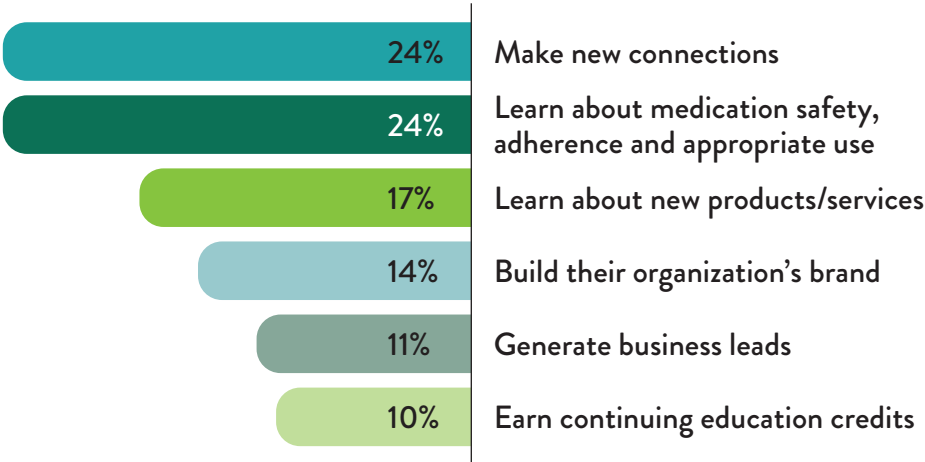 24% Make new connections
24% Learn about medication safety,
adherence and appropriate use
17% Learn about new products/services
14% Build their organization's brand
11% Generate business leads
10% Earn continuing education credits